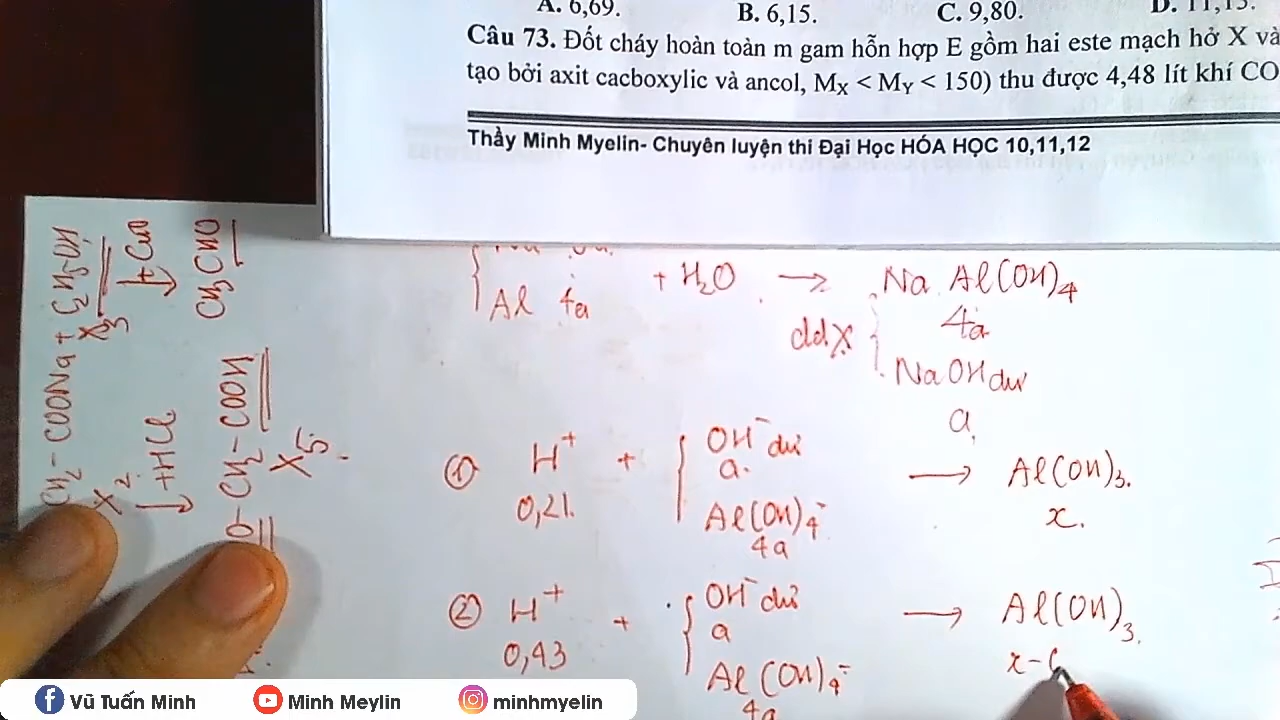 A. 6,69. B. 6,15. C. 9,80. D. 11,15.
Câu 73. Đốt cháy hoàn toàn m gam hỗn hợp E gồm hai este mạch hở X và
tạo bởi axit cacboxylic và ancol, Mx < My < 150) thu được 4,48 lít khí CO
Thầy Minh Myelin- Chuyên luyện thi Đại Học HÓA HỌC 10,11,12
CH2 - COONa + C2H5OH
X2 X3
↓ +HCl ↓ +CuO
O - CH2 - COOH CH3CHO
X5.
Al 4a + H2O → Na Al(OH)4
4a
ddX
NaOH dư
a
① H+ + OH- dư → Al(OH)3.
0,21. a. x.
Al(OH)4-
4a
② H+ + OH- dư → Al(OH)3.
0,43 a x-
Al(OH)4-
4a
Vũ Tuấn Minh Minh Meylin minhmyelin